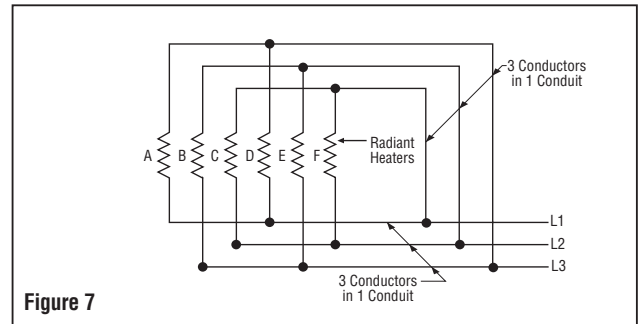 3 Conductors
in 1 Conduit
A B C D E F
Radiant
Heaters
L1
L2
L3
3 Conductors
in 1 Conduit
Figure 7